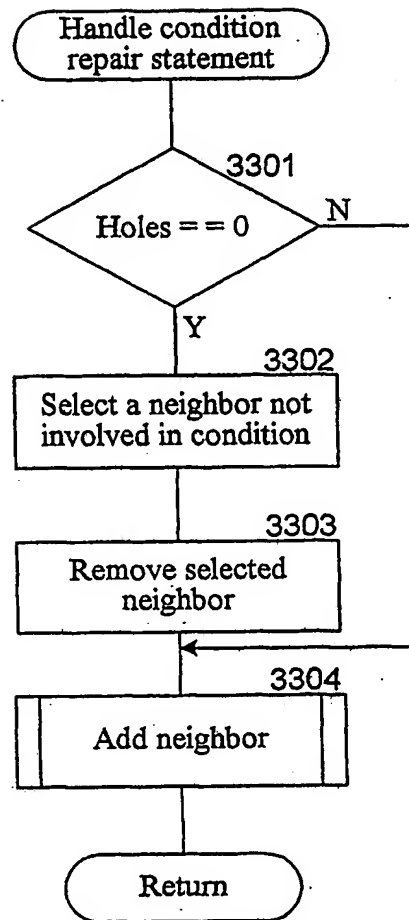 Handle condition
repair statement
3301
Holes = = 0
N
Y
3302
Select a neighbor not
involved in condition
3303
Remove selected
neighbor
3304
Add neighbor
Return